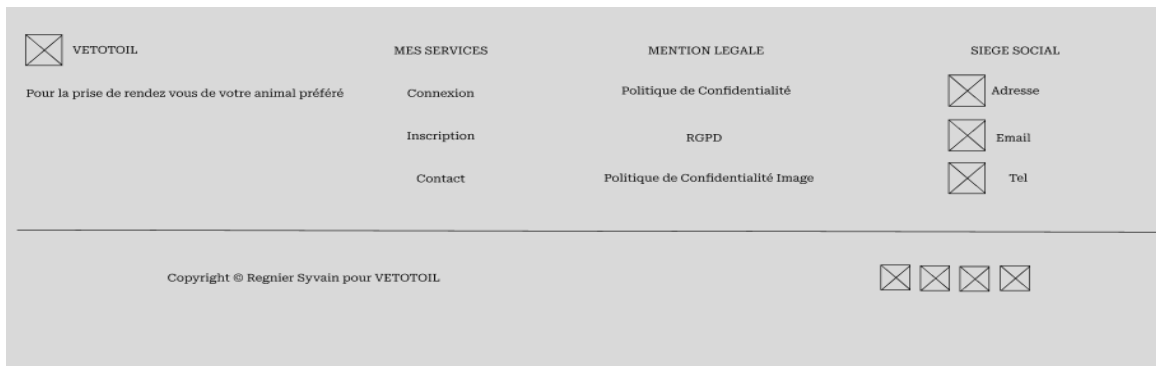 VETOTOIL
Pour la prise de rendez vous de votre animal préféré
MES SERVICES
Connexion
Inscription
Contact
MENTION LEGALE
Politique de Confidentialité
RGPD
Politique de Confidentialité Image
SIEGE SOCIAL
Adresse
Email
Tel
Copyright © Regnier Syvain pour VETOTOIL